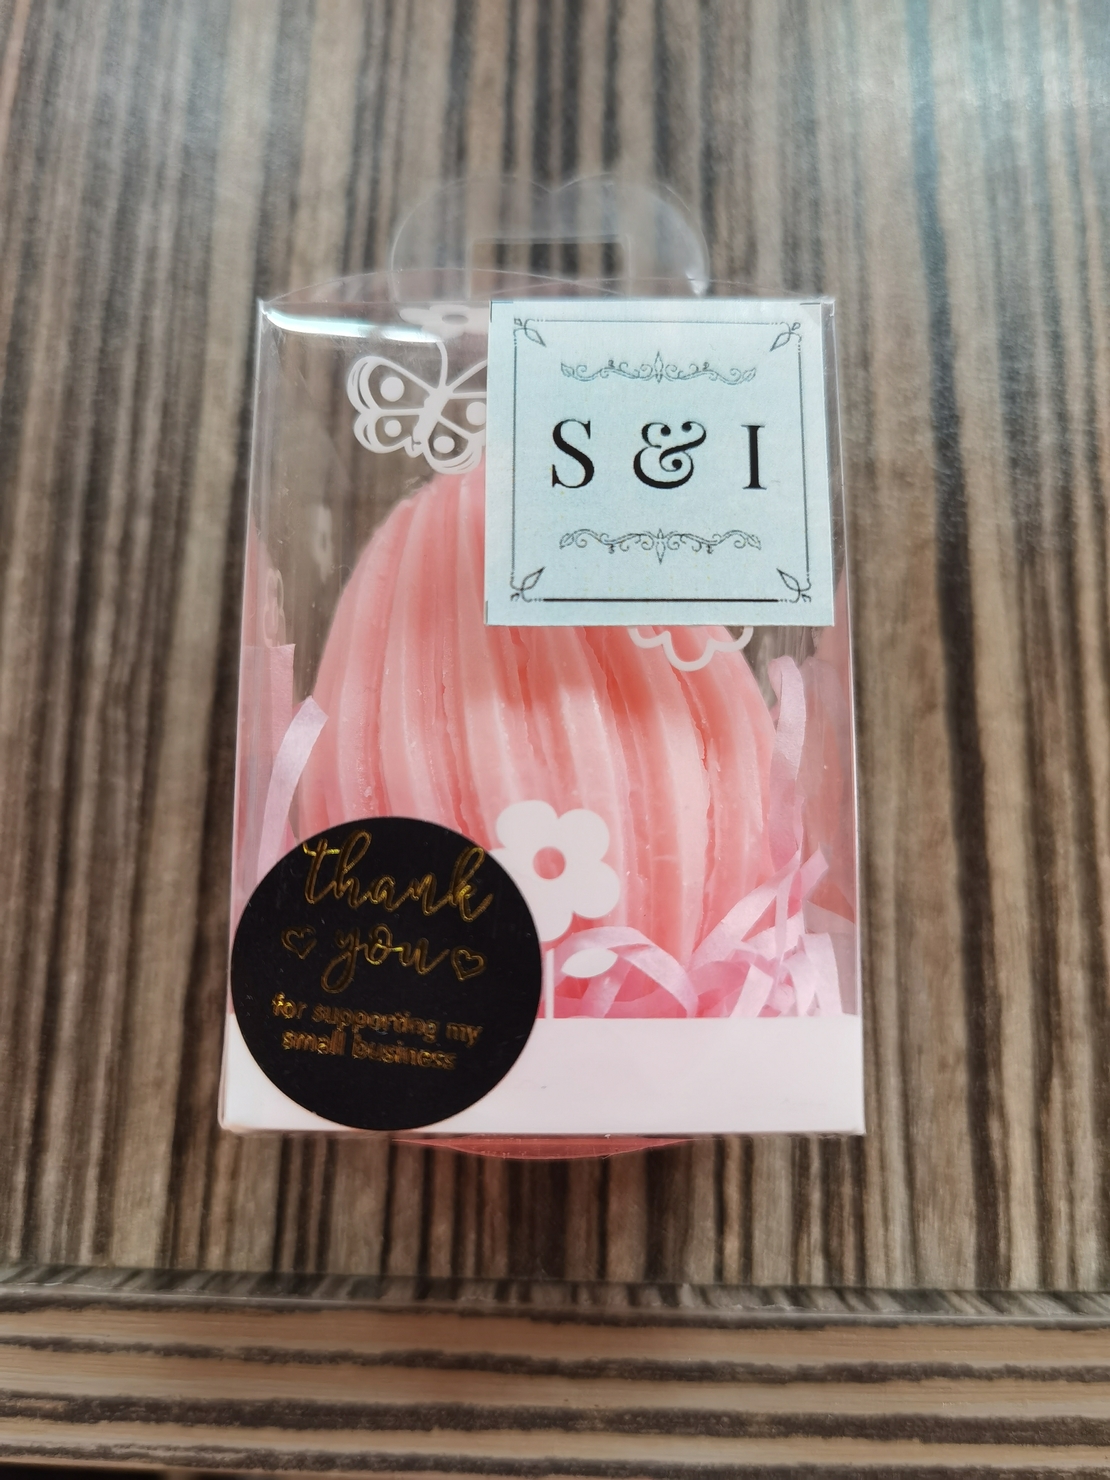 S & I
thank
you
for supporting my
small business